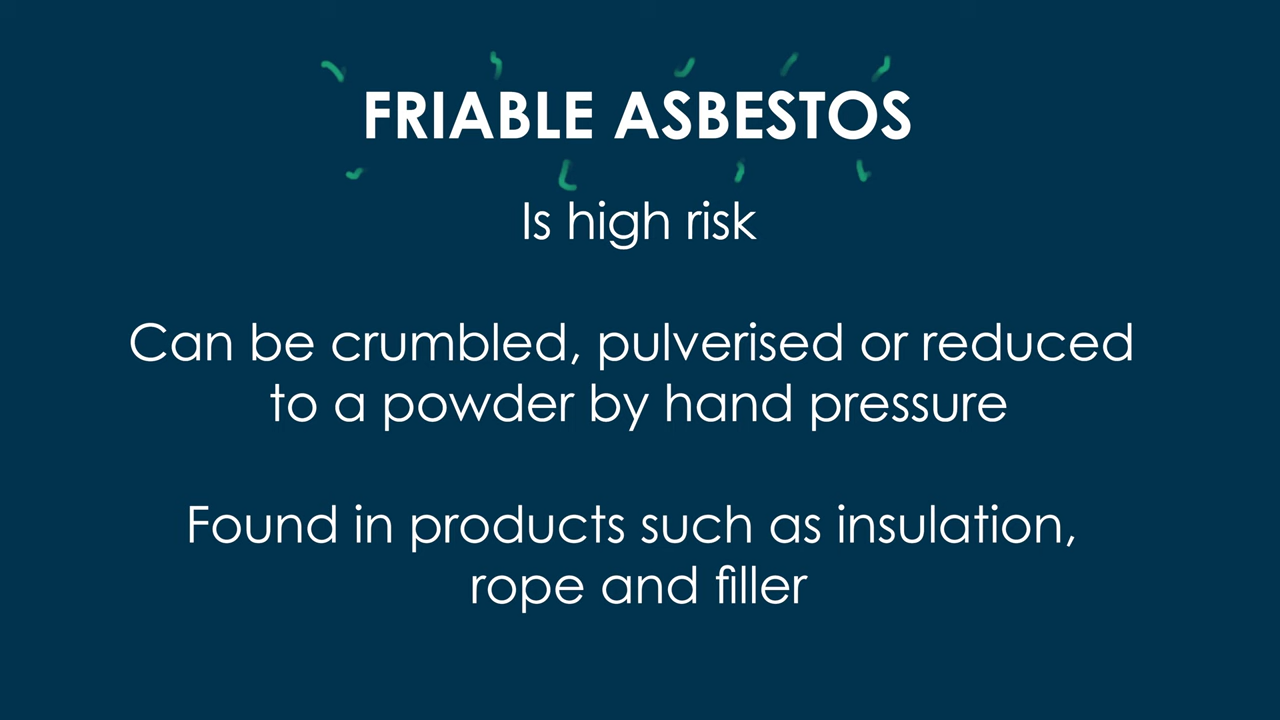 FRIABLE ASBESTOS
Is high risk
Can be crumbled, pulverised or reduced
to a powder by hand pressure
Found in products such as insulation,
rope and filler